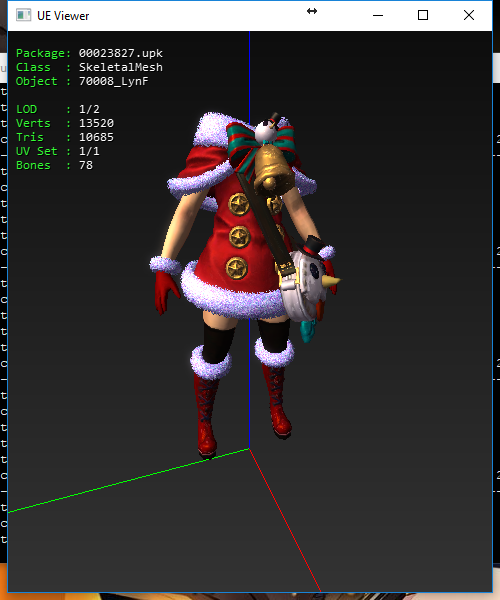 UE Viewer
Package: 00023827.upk
Class  : SkeletalMesh
Object : 70008_LynF
LOD    : 1/2
Verts  : 13520
Tris   : 10685
UV Set : 1/1
Bones  : 78